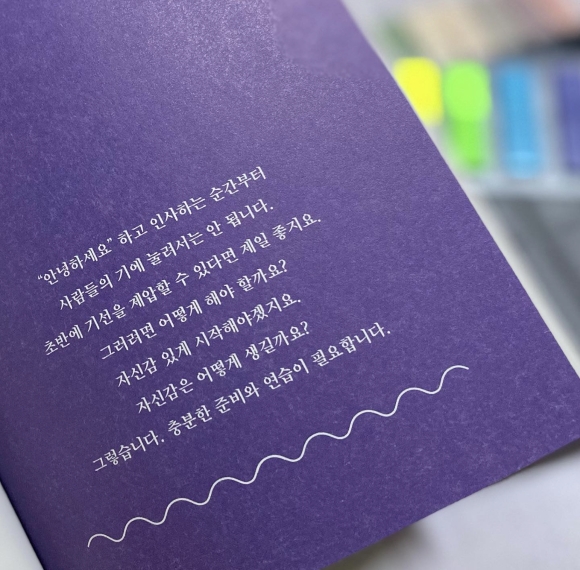 “안녕하세요” 하고 인사하는 순간부터
사람들의 기에 눌려서는 안 됩니다.
초반에 기선을 제압할 수 있다면 제일 좋지요.
그러려면 어떻게 해야 할까요?
자신감 있게 시작해야겠지요.
자신감은 어떻게 생길까요?
그렇습니다. 충분한 준비와 연습이 필요합니다.